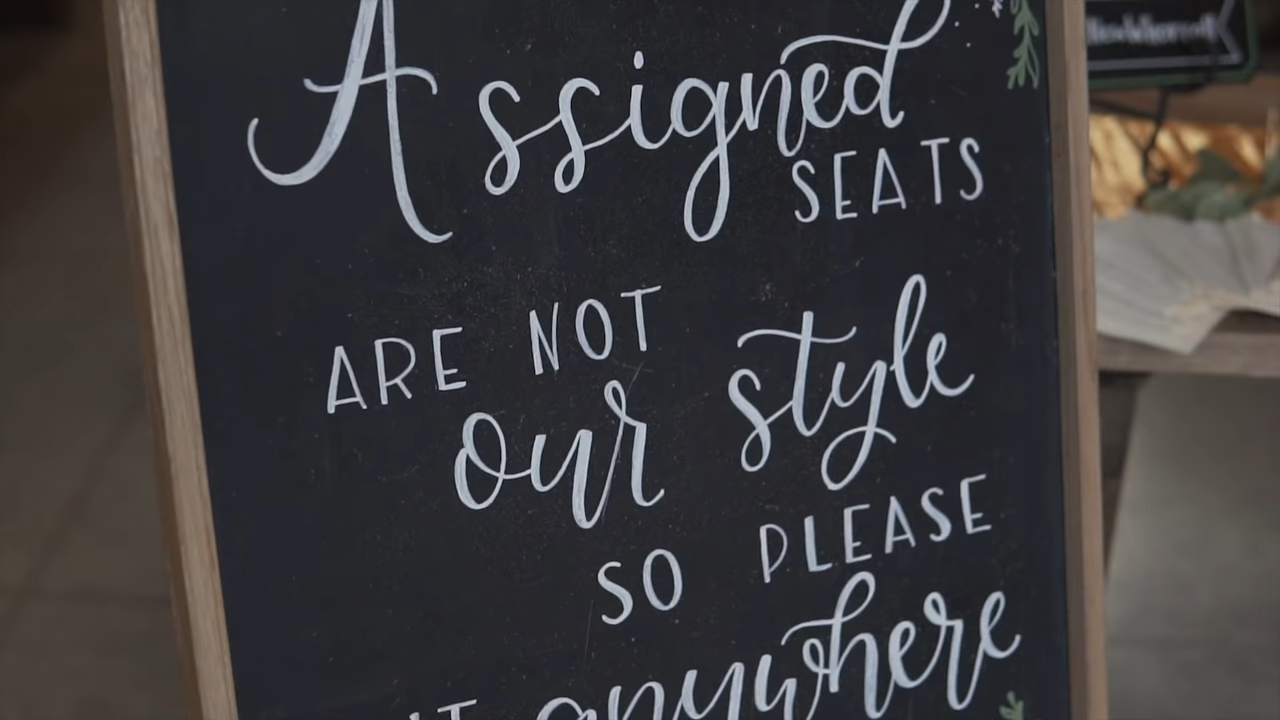 Assigned
SEATS
ARE NOT
our style
SO PLEASE
anywhere